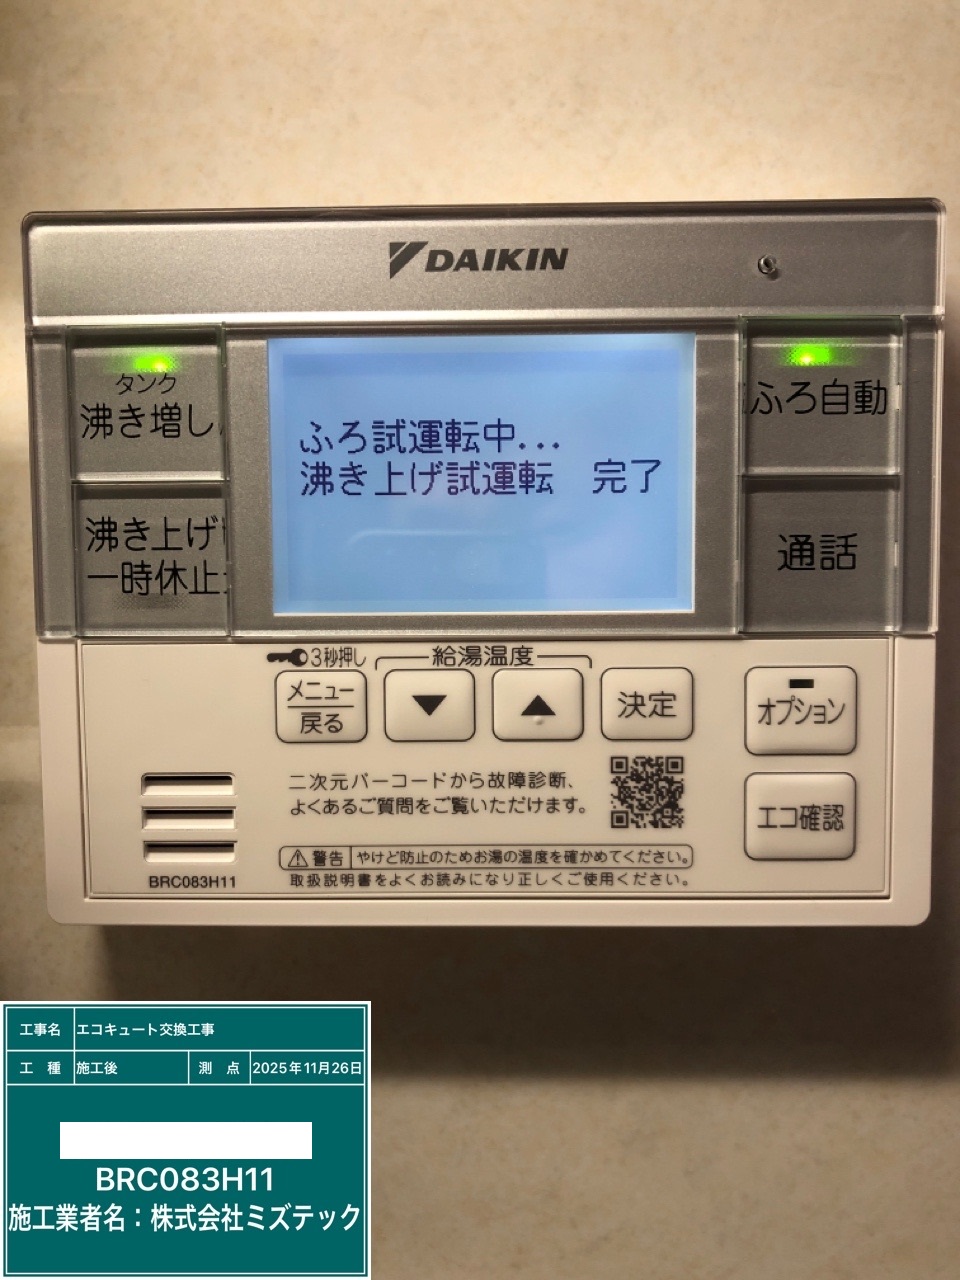 DAIKIN
タンク
沸き増し
ふろ自動
ふろ試運転中...
沸き上げ試運転 完了
沸き上げ
一時休止
通話
3秒押し
給湯温度
メニュー
戻る
▼
▲
決定
オプション
二次元バーコードから故障診断、
よくあるご質問をご覧いただけます。
エコ確認
警告 やけど防止のためお湯の温度を確かめてください。
取扱説明書をよくお読みになり正しくご使用ください。
BRC083H11
工事名 エコキュート交換工事
工 種 施工後 測 点 2025年11月26日
BRC083H11
施工業者名：株式会社ミズテック